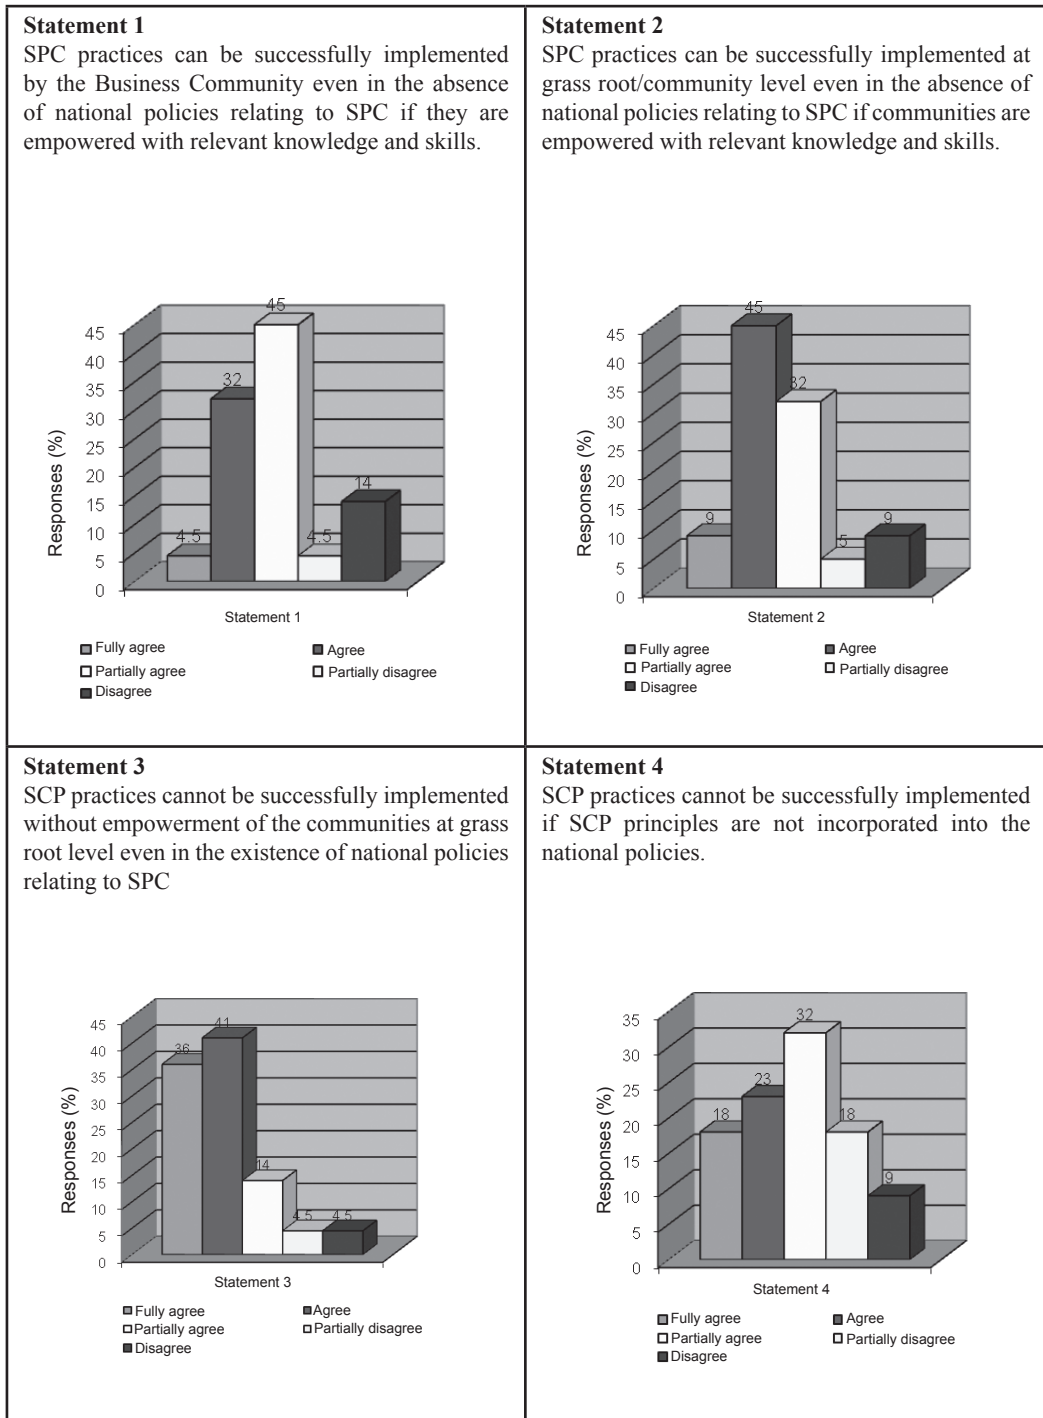 Statement 1
SPC practices can be successfully implemented
by the Business Community even in the absence
of national policies relating to SPC if they are
empowered with relevant knowledge and skills.
45
40
35
30
25
20
15
10
5
0
Responses (%)
4.5
32
45
4.5
14
Statement 1
Fully agree
Agree
Partially agree
Partially disagree
Disagree
Statement 2
SPC practices can be successfully implemented at
grass root/community level even in the absence of
national policies relating to SPC if communities are
empowered with relevant knowledge and skills.
45
40
35
30
25
20
15
10
5
0
Responses (%)
9
45
32
5
9
Statement 2
Fully agree
Agree
Partially agree
Partially disagree
Disagree
Statement 3
SCP practices cannot be successfully implemented
without empowerment of the communities at grass
root level even in the existence of national policies
relating to SPC
45
40
35
30
25
20
15
10
5
0
Responses (%)
36
41
14
4.5
4.5
Statement 3
Fully agree
Agree
Partially agree
Partially disagree
Disagree
Statement 4
SCP practices cannot be successfully implemented
if SCP principles are not incorporated into the
national policies.
35
30
25
20
15
10
5
0
Responses (%)
18
23
32
18
9
Statement 4
Fully agree
Agree
Partially agree
Partially disagree
Disagree